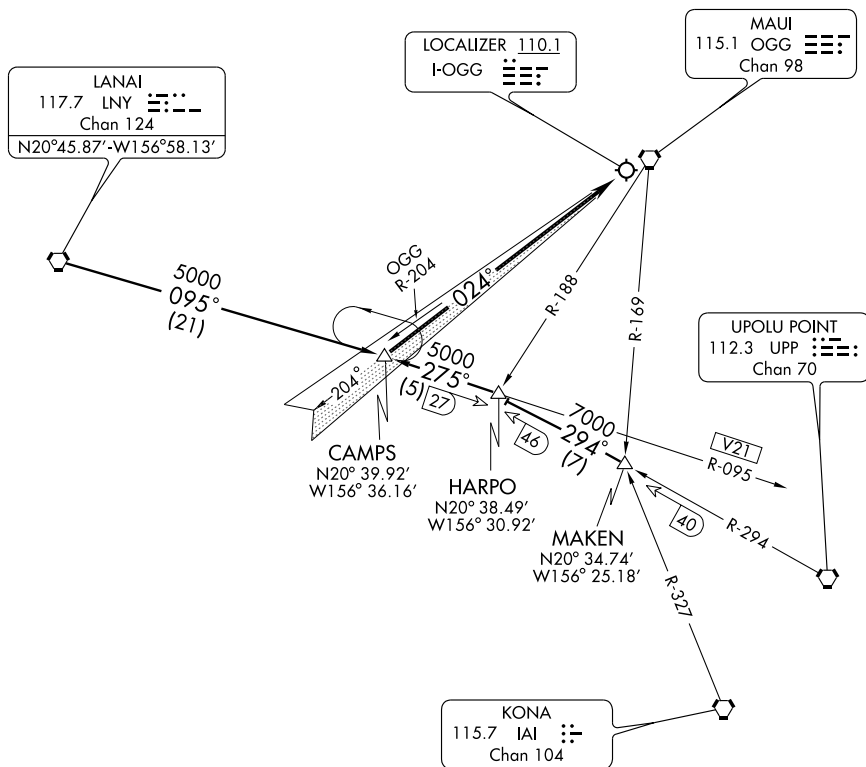 LOCALIZER 110.1
I-OGG
MAUI
115.1 OGG
Chan 98
LANAI
117.7 LNY
Chan 124
N20°45.87'-W156°58.13'
5000
095°
(21)
OGG
R-204
024°
204°
R-188
R-169
UPOLU POINT
112.3 UPP
Chan 70
5000
275°
(5)
27
7000
294°
(7)
46
V21
R-095
CAMPS
N20° 39.92'
W156° 36.16'
HARPO
N20° 38.49'
W156° 30.92'
MAKEN
N20° 34.74'
W156° 25.18'
40
R-294
R-327
KONA
115.7 IAI
Chan 104